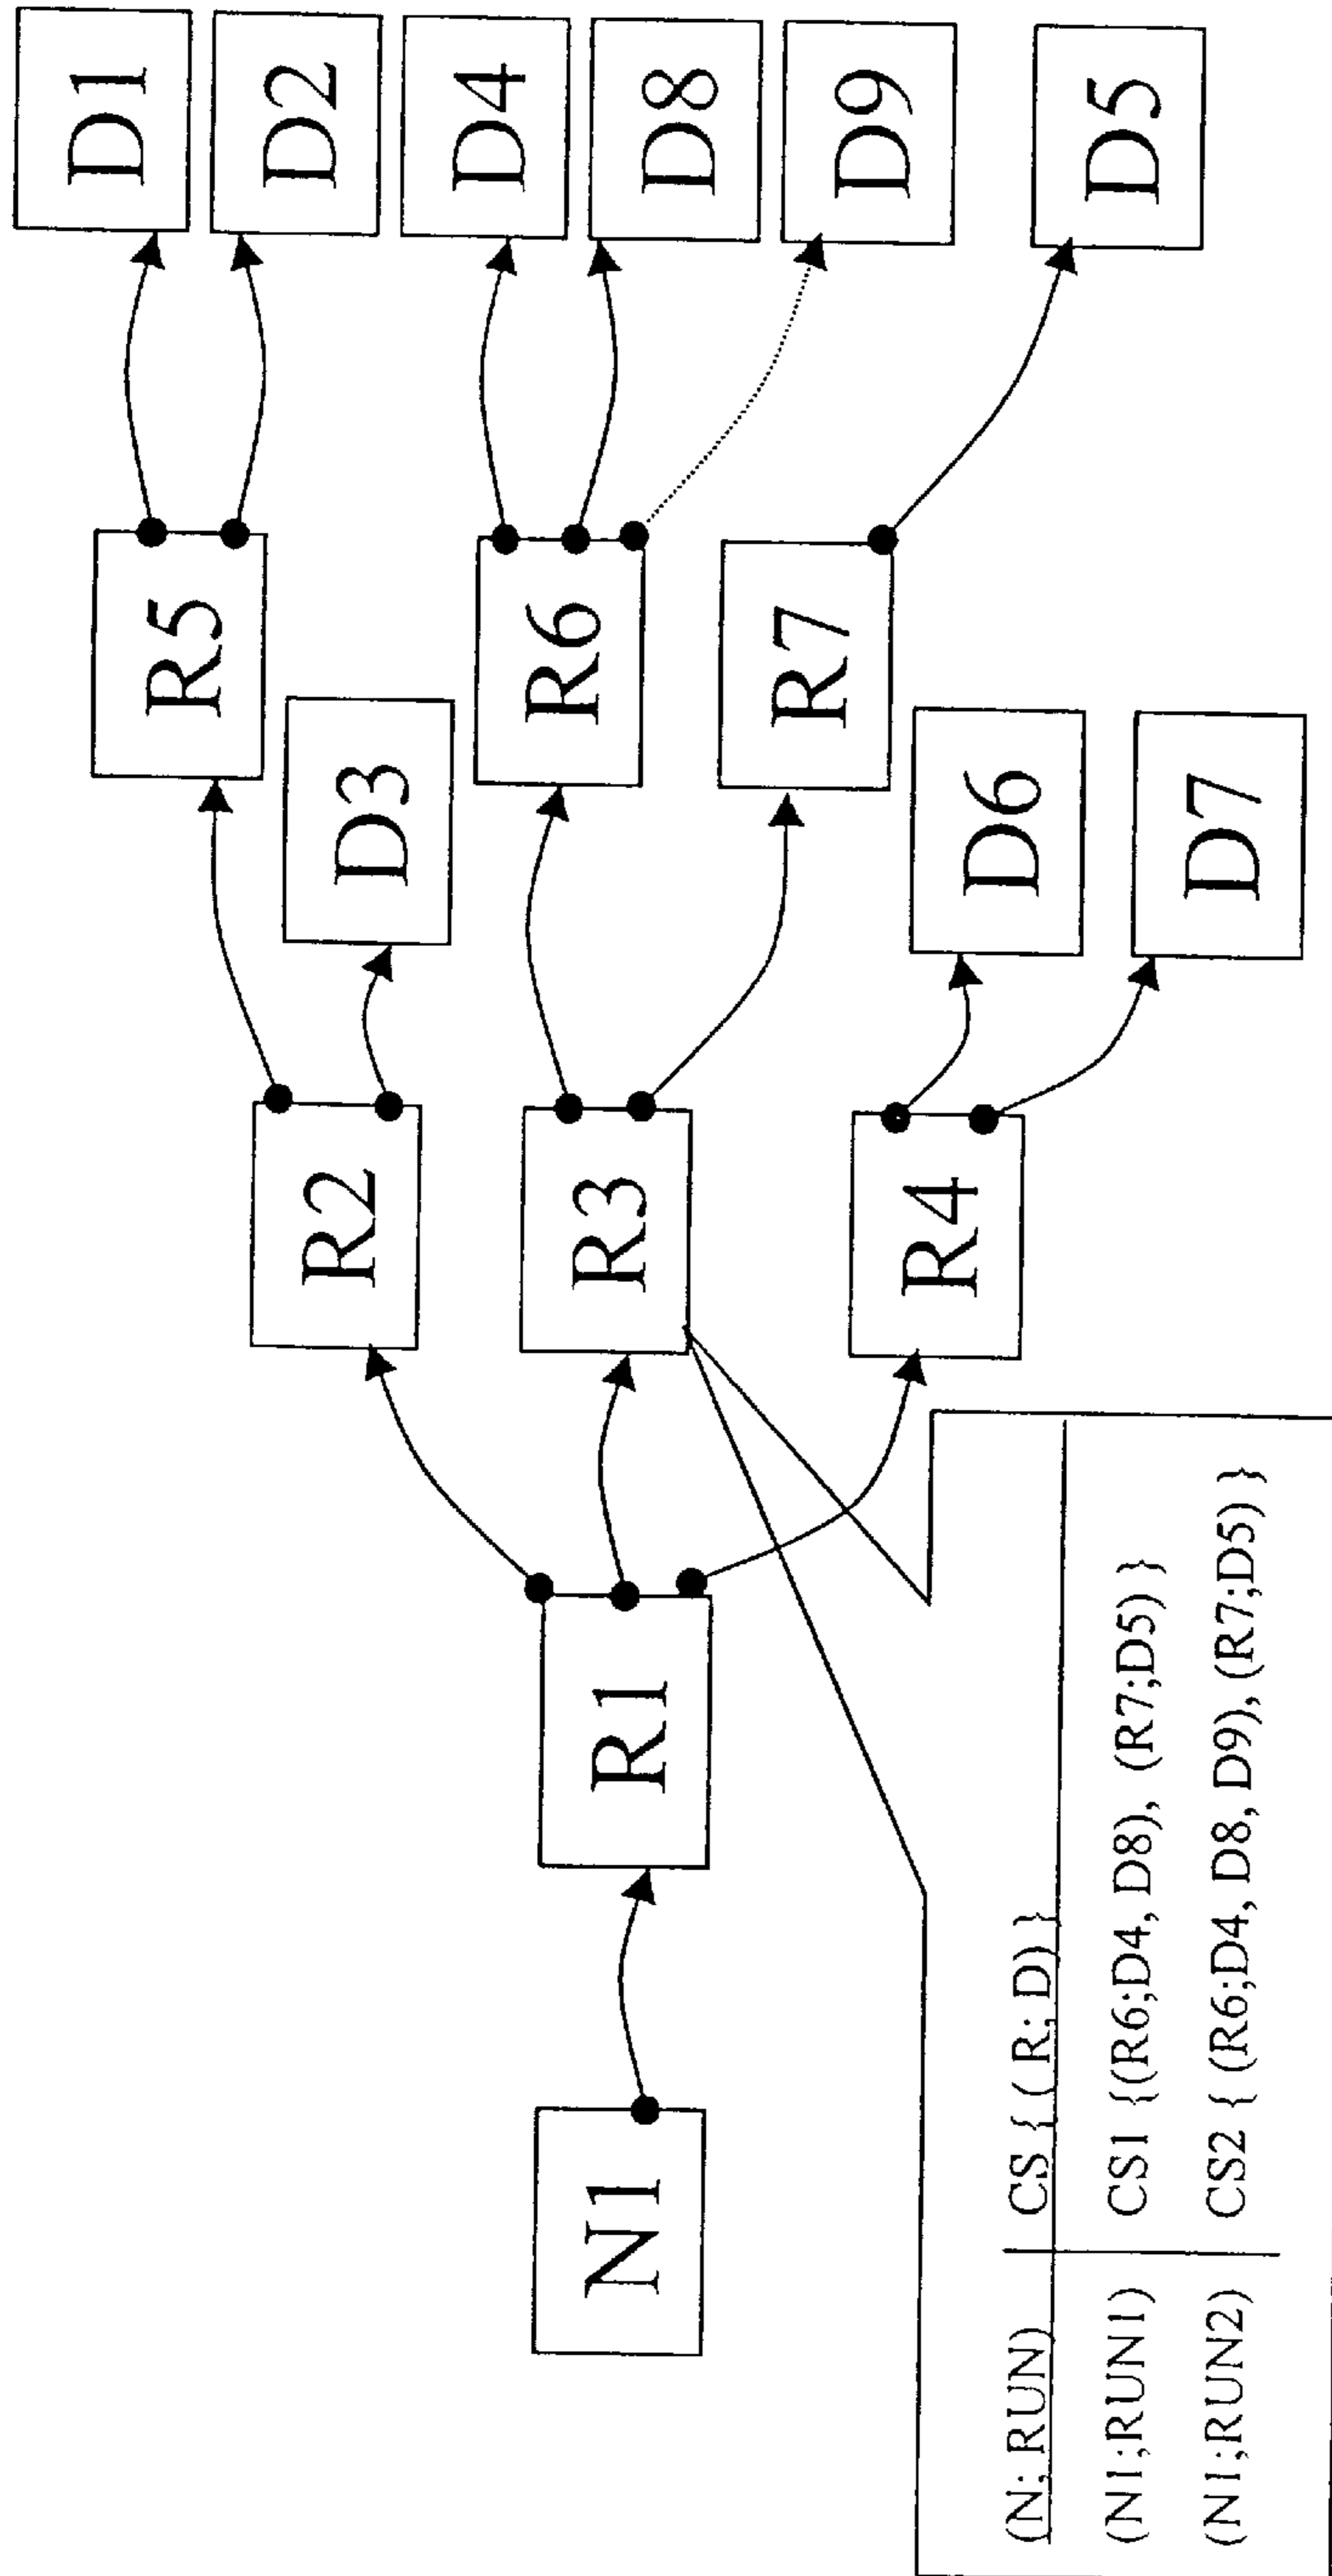 D1
D2
D4
D8
D9
D5
R5
D3
R6
R7
D6
D7
R2
R3
R4
R1
N1
(N; RUN) CS { ( R; D) }
(N1;RUN1) CS1 {(R6;D4, D8), (R7;D5) }
(N1;RUN2) CS2 { (R6;D4, D8, D9), (R7;D5) }